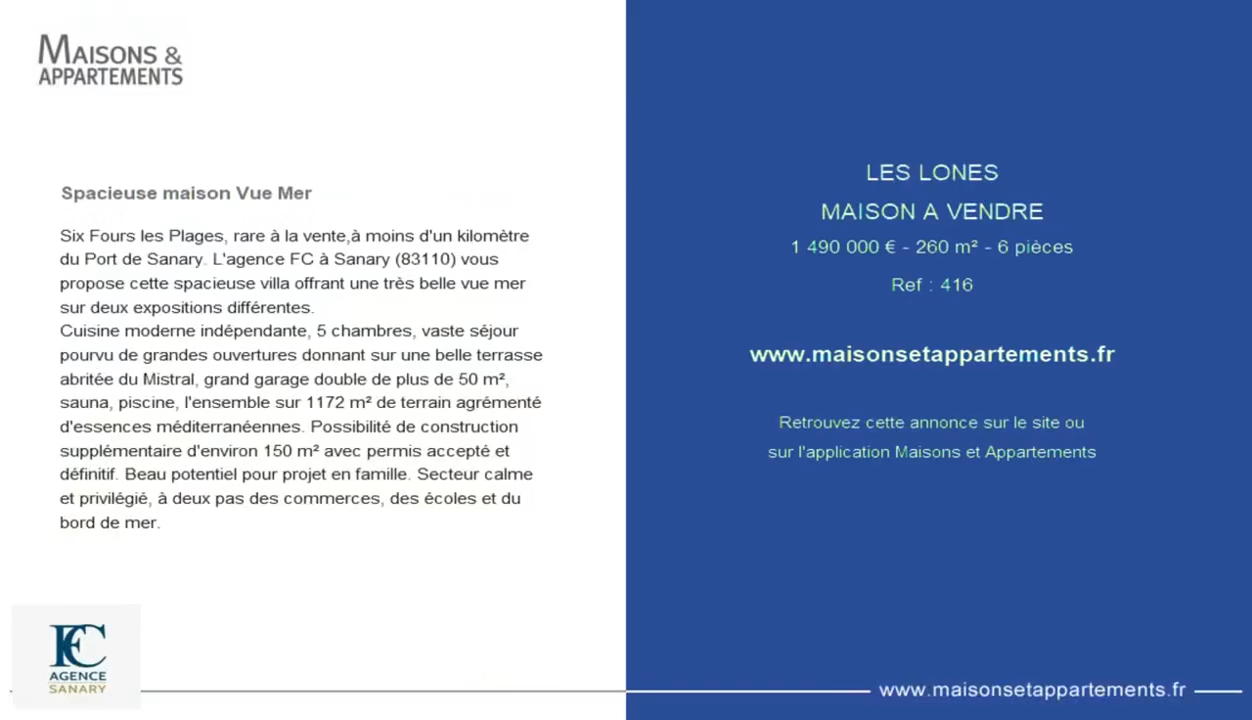 MAISONS &
APPARTEMENTS
Spacieuse maison Vue Mer
Six Fours les Plages, rare à la vente,à moins d'un kilomètre
du Port de Sanary. L'agence FC à Sanary (83110) vous
propose cette spacieuse villa offrant une très belle vue mer
sur deux expositions différentes.
Cuisine moderne indépendante, 5 chambres, vaste séjour
pourvu de grandes ouvertures donnant sur une belle terrasse
abritée du Mistral, grand garage double de plus de 50 m²,
sauna, piscine, l'ensemble sur 1172 m² de terrain agrémenté
d'essences méditerranéennes. Possibilité de construction
supplémentaire d'environ 150 m² avec permis accepté et
définitif. Beau potentiel pour projet en famille. Secteur calme
et privilégié, à deux pas des commerces, des écoles et du
bord de mer.
FC
AGENCE
SANARY
LES LONES
MAISON A VENDRE
1 490 000 € - 260 m² - 6 pièces
Ref : 416
www.maisonsetappartements.fr
Retrouvez cette annonce sur le site ou
sur l'application Maisons et Appartements
www.maisonsetappartements.fr